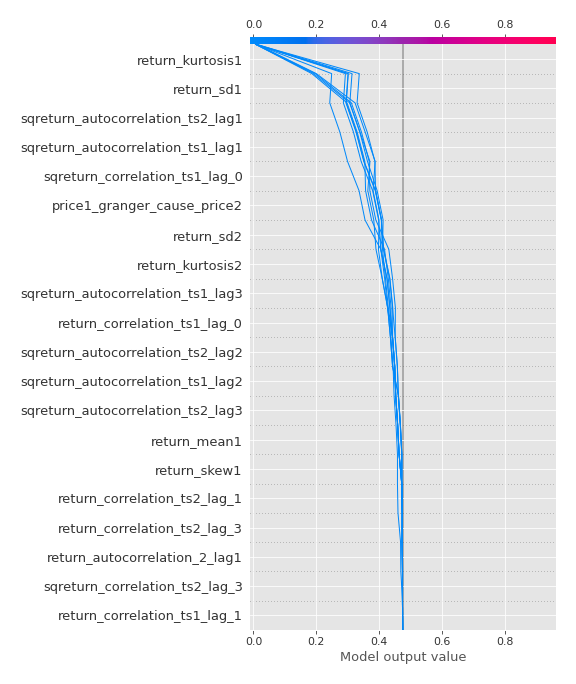 0.0 0.2 0.4 0.6 0.8
return_kurtosis1
return_sd1
sqreturn_autocorrelation_ts2_lag1
sqreturn_autocorrelation_ts1_lag1
sqreturn_correlation_ts1_lag_0
price1_granger_cause_price2
return_sd2
return_kurtosis2
sqreturn_autocorrelation_ts1_lag3
return_correlation_ts1_lag_0
sqreturn_autocorrelation_ts2_lag2
sqreturn_autocorrelation_ts1_lag2
sqreturn_autocorrelation_ts2_lag3
return_mean1
return_skew1
return_correlation_ts2_lag_1
return_correlation_ts2_lag_3
return_autocorrelation_2_lag1
sqreturn_correlation_ts2_lag_3
return_correlation_ts1_lag_1
0.0 0.2 0.4 0.6 0.8
Model output value